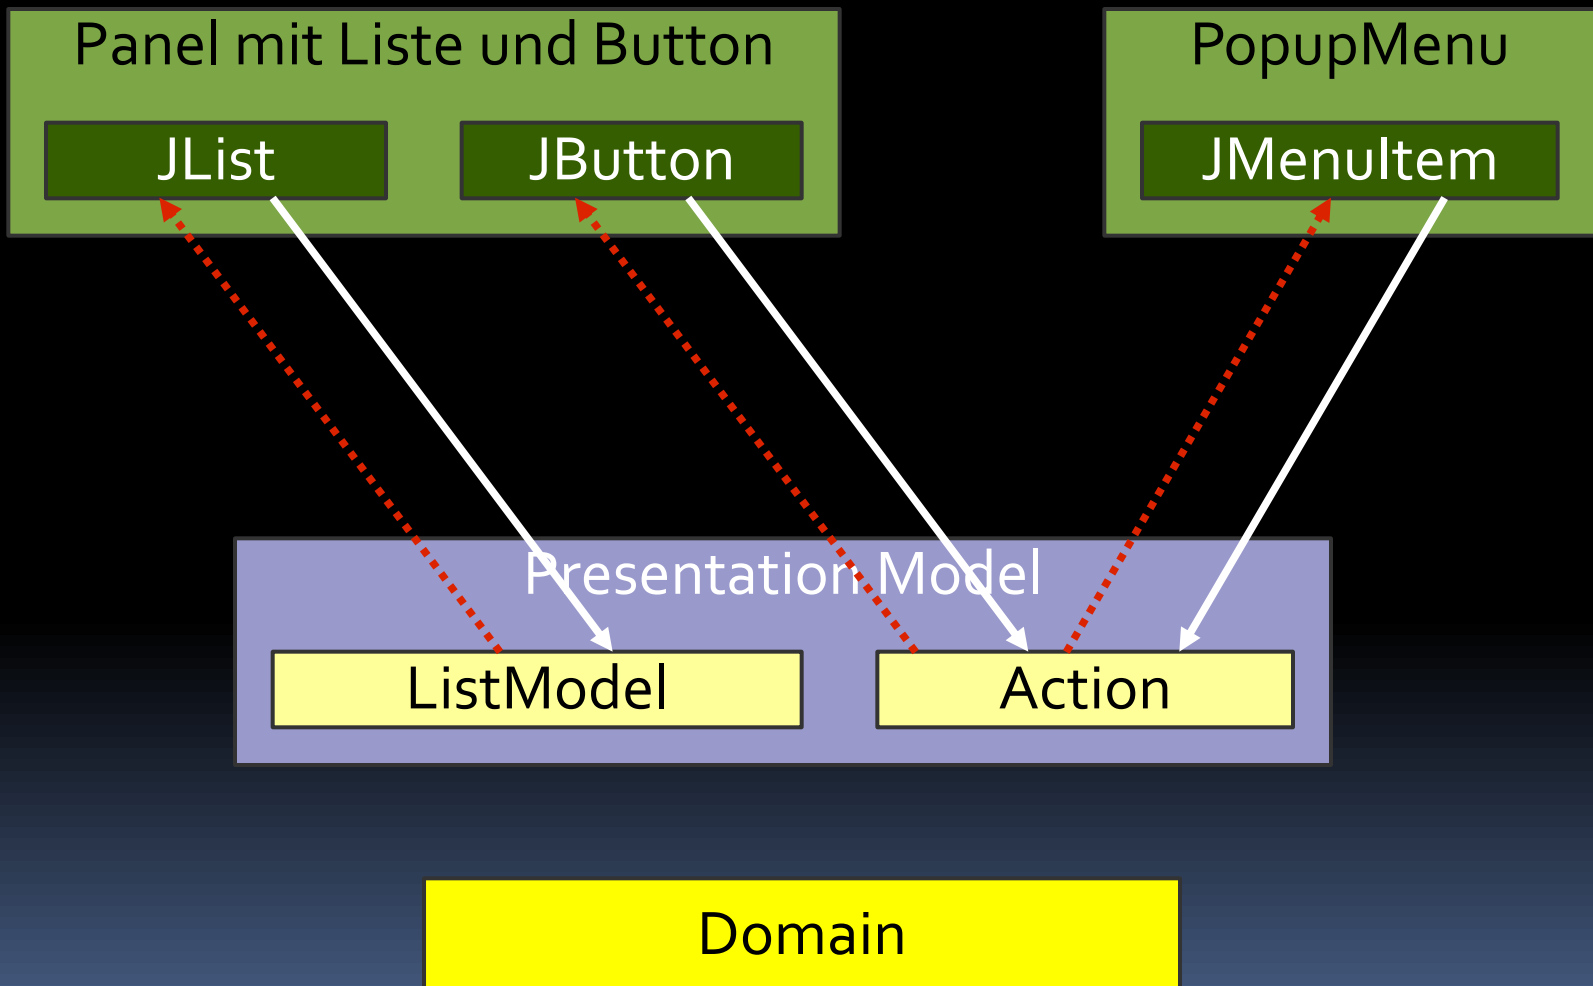 Panel mit Liste und Button
PopupMenu
JList
JButton
JMenuItem
Presentation Model
ListModel
Action
Domain